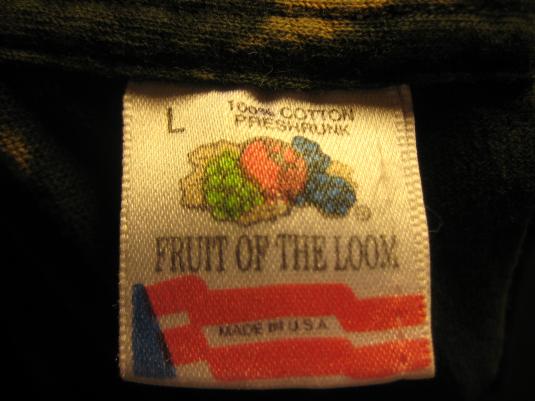 L
100% COTTON
PRESHRUNK
®
FRUIT OF THE LOOM
MADE IN U.S.A.